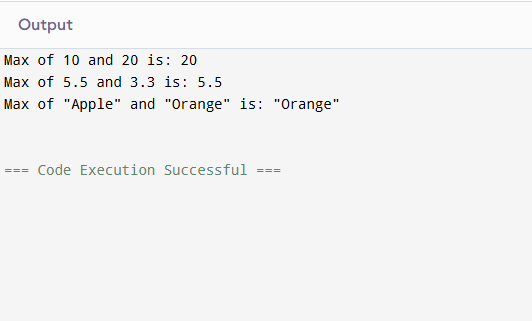 Output
Max of 10 and 20 is: 20
Max of 5.5 and 3.3 is: 5.5
Max of "Apple" and "Orange" is: "Orange"
=== Code Execution Successful ===